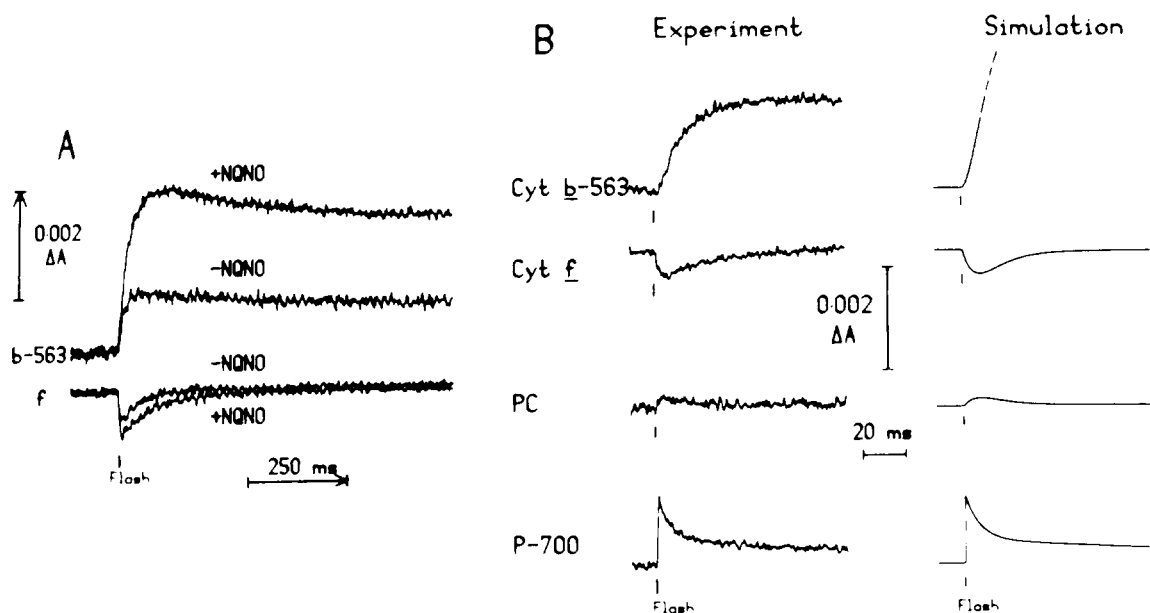 A
+NQNO
0.002
ΔA
-NQNO
b-563
-NQNO
f
+NQNO
Flash
250 ms
B
Experiment
Simulation
Cyt b-563
Cyt f
0.002
ΔA
PC
20 ms
P-700
Flash
Flash